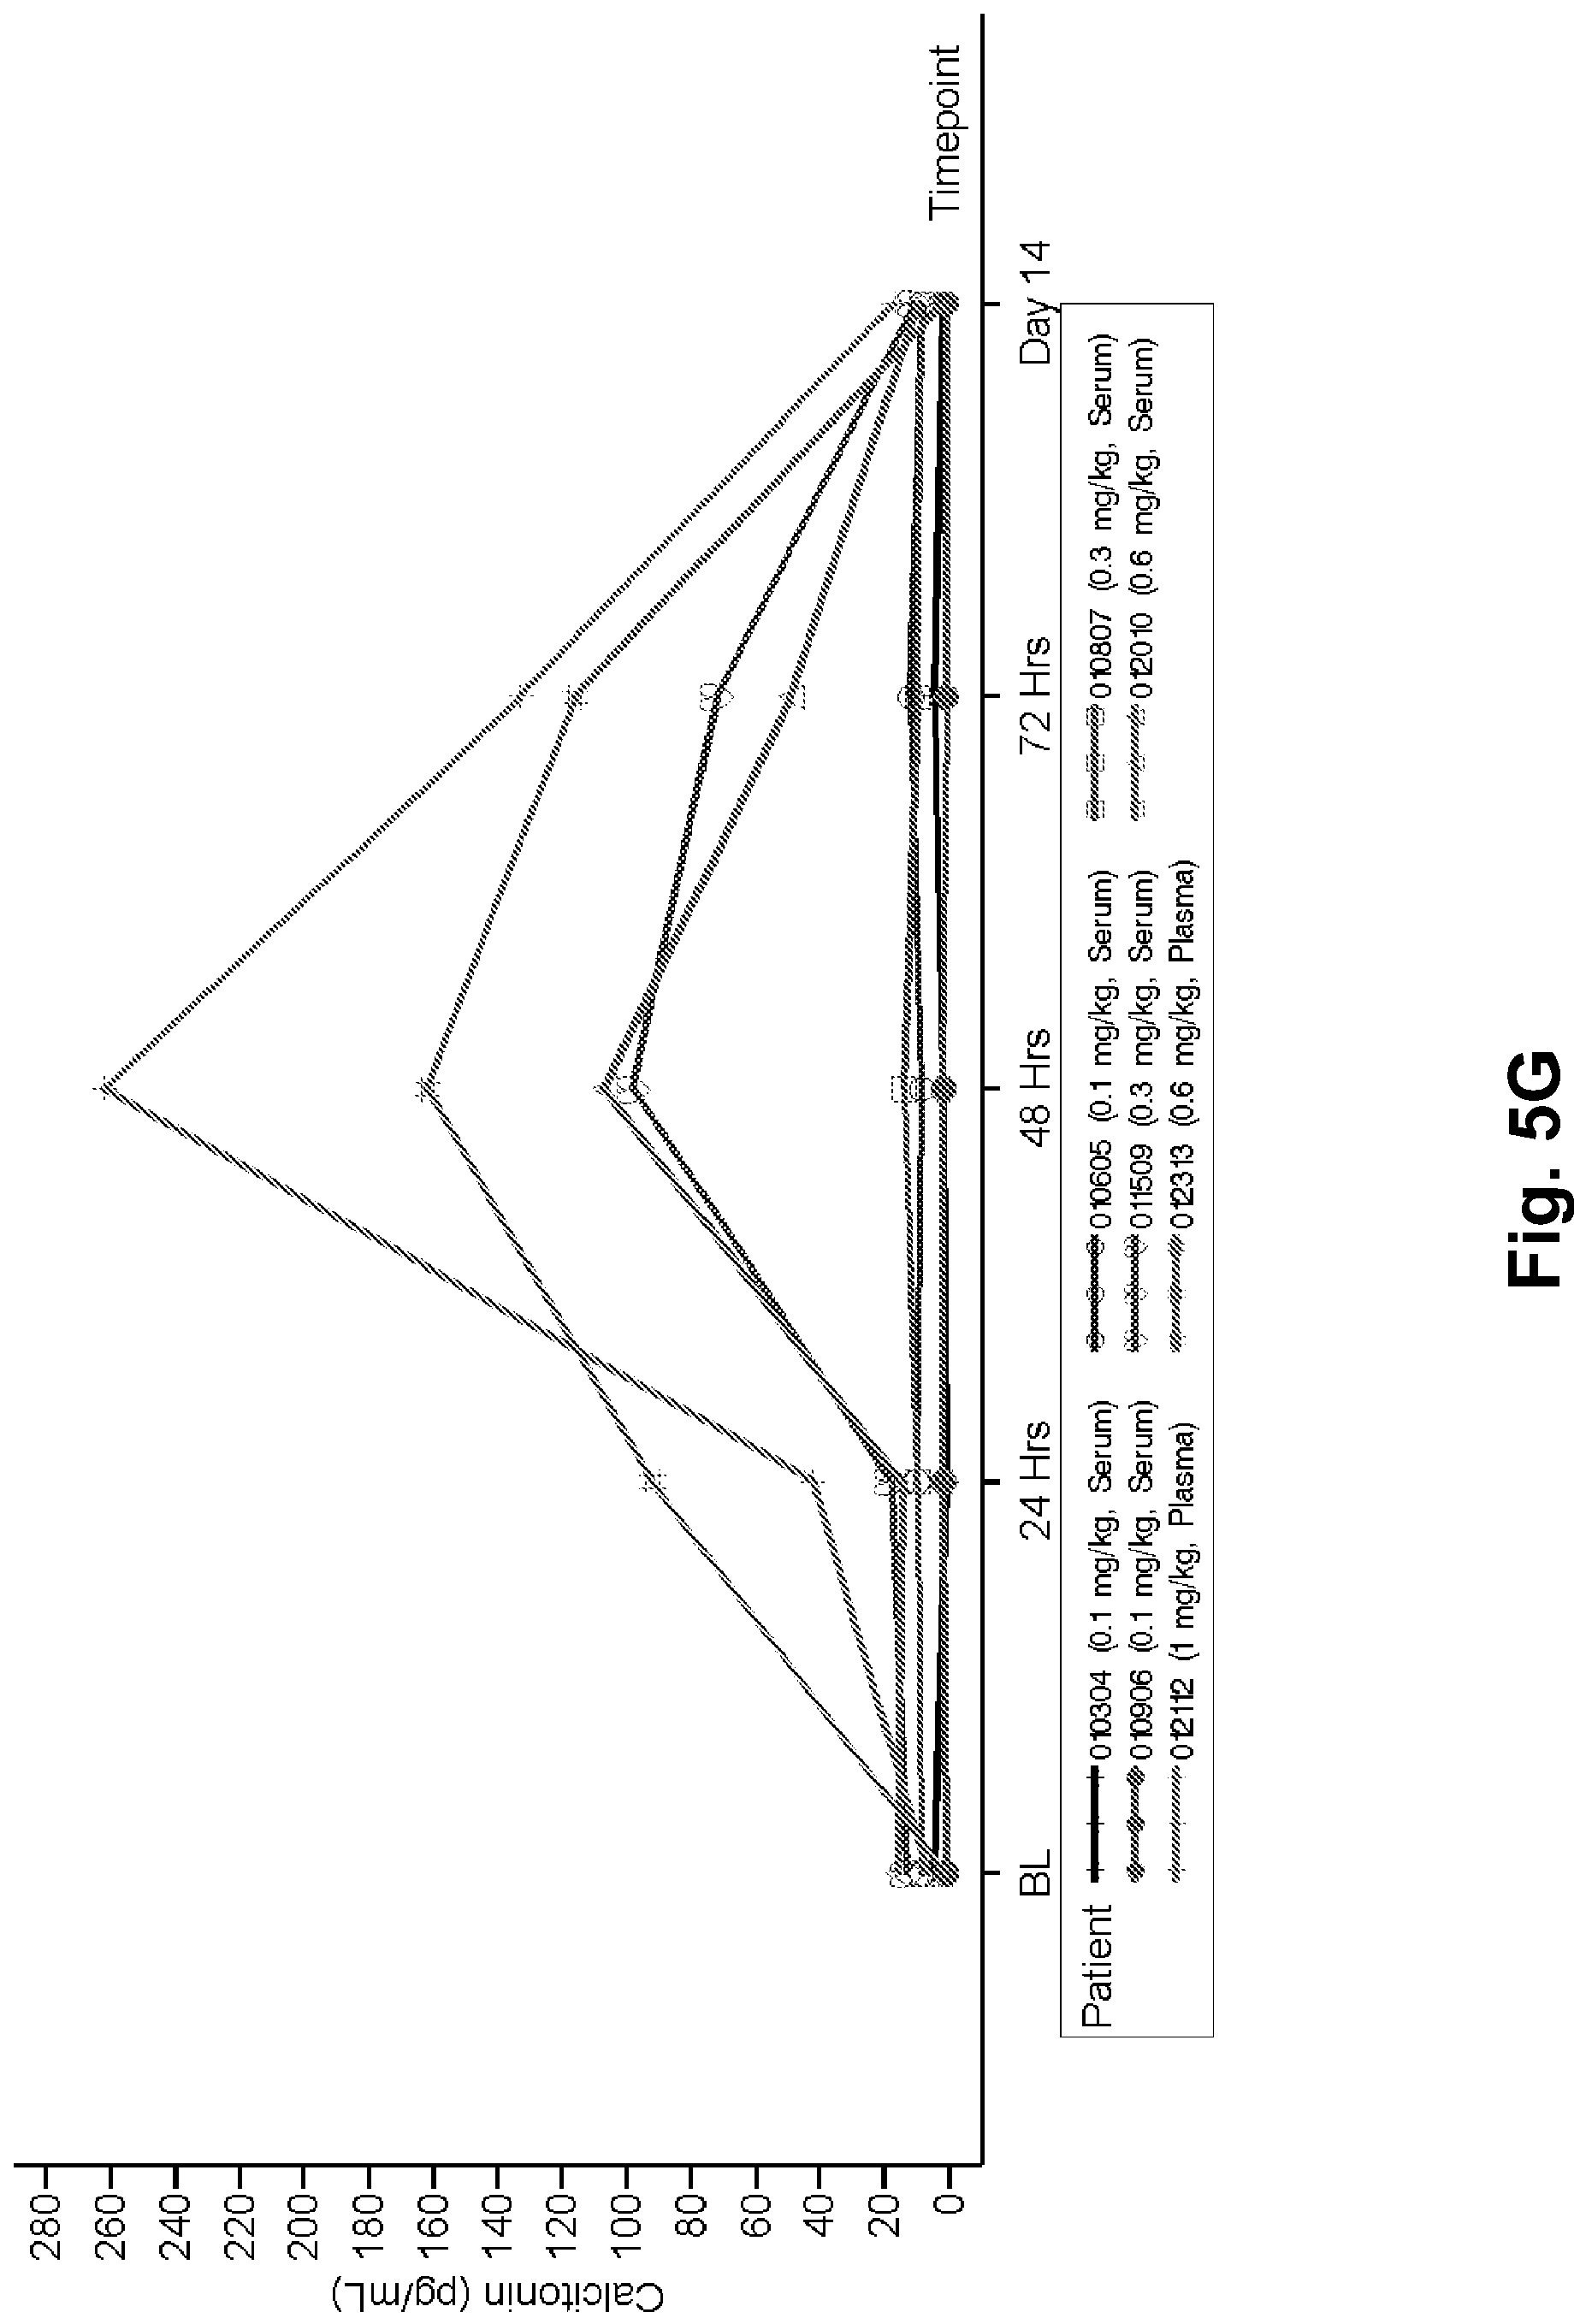 Calcitonin (pg/mL)
280
260
240
220
200
180
160
140
120
100
80
60
40
20
0
Timepoint
BL
24 Hrs
48 Hrs
72 Hrs
Day 14
Patient
010304 (0.1 mg/kg, Serum)
010605 (0.1 mg/kg, Serum)
010807 (0.3 mg/kg, Serum)
010906 (0.1 mg/kg, Serum)
011509 (0.3 mg/kg, Serum)
012010 (0.6 mg/kg, Serum)
012112 (1 mg/kg, Plasma)
012313 (0.6 mg/kg, Plasma)
Fig. 5G